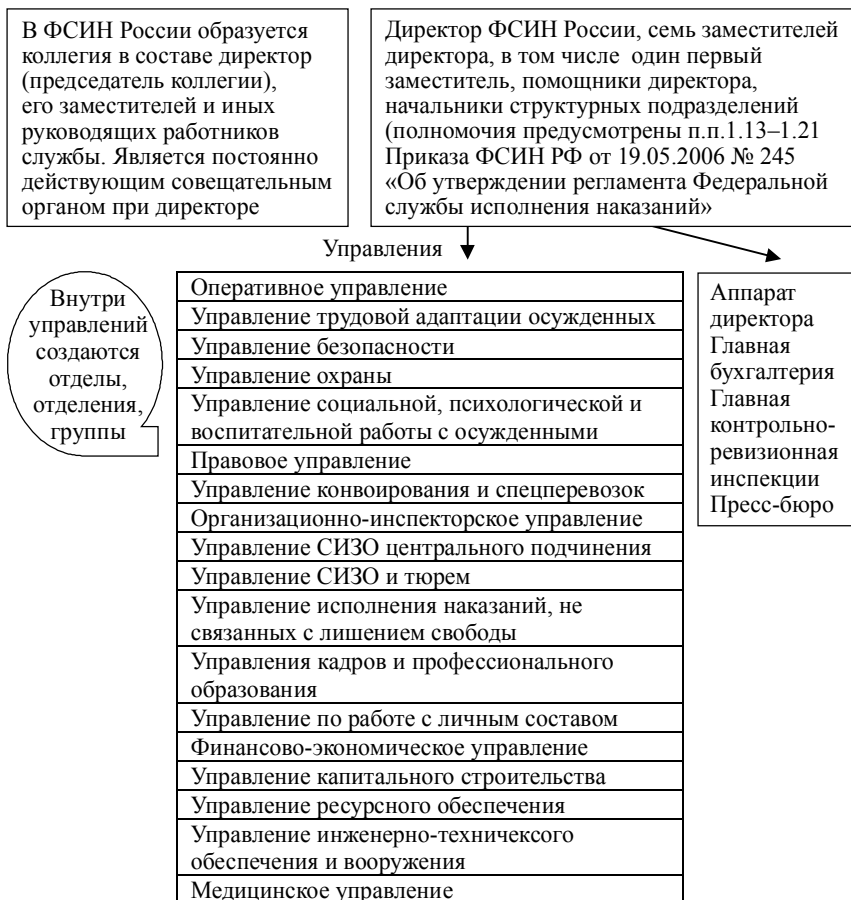 В ФСИН России образуется
коллегия в составе директор
(председатель коллегии),
его заместителей и иных
руководящих работников
службы. Является постоянно
действующим совещательным
органом при директоре
Директор ФСИН России, семь заместителей
директора, в том числе один первый
заместитель, помощники директора,
начальники структурных подразделений
(полномочия предусмотрены п.п.1.13–1.21
Приказа ФСИН РФ от 19.05.2006 № 245
«Об утверждении регламента Федеральной
службы исполнения наказаний»
Управления
Внутри
управлений
создаются
отделы,
отделения,
группы
Оперативное управление
Управление трудовой адаптации осужденных
Управление безопасности
Управление охраны
Управление социальной, психологической и
воспитательной работы с осужденными
Правовое управление
Управление конвоирования и спецперевозок
Организационно-инспекторское управление
Управление СИЗО центрального подчинения
Управление СИЗО и тюрем
Управление исполнения наказаний, не
связанных с лишением свободы
Управления кадров и профессионального
образования
Управление по работе с личным составом
Финансово-экономическое управление
Управление капитального строительства
Управление ресурсного обеспечения
Управление инженерно-техничексого
обеспечения и вооружения
Медицинское управление
Аппарат
директора
Главная
бухгалтерия
Главная
контрольно-
ревизионная
инспекции
Пресс-бюро